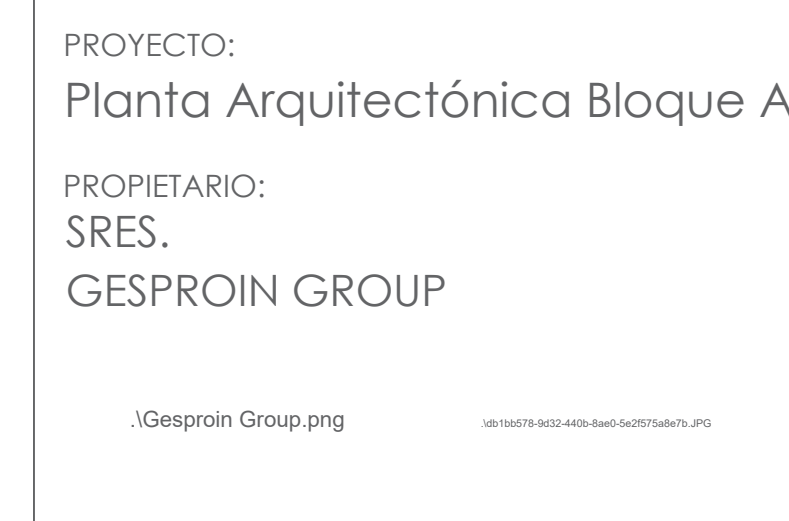 PROYECTO:
Planta Arquitectónica Bloque A
PROPIETARIO:
SRES.
GESPROIN GROUP
.\Gesproin Group.png .\db1bb578-9d32-440b-8ae0-5e2f575a8e7b.JPG